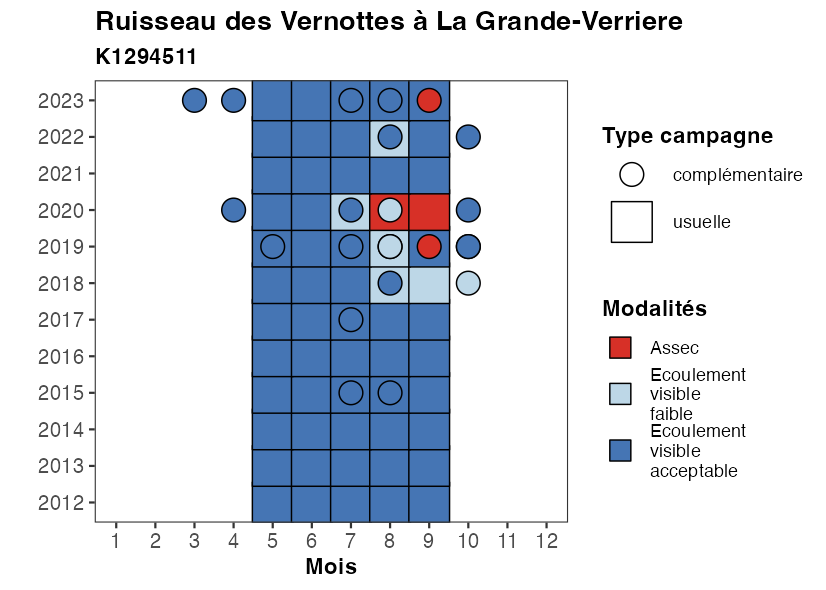 Ruisseau des Vernottes à La Grande-Verriere
K1294511
2023
2022
2021
2020
2019
2018
2017
2016
2015
2014
2013
2012
1 2 3 4 5 6 7 8 9 10 11 12
Mois
Type campagne
complémentaire
usuelle
Modalités
Assec
Ecoulement
visible
faible
Ecoulement
visible
acceptable